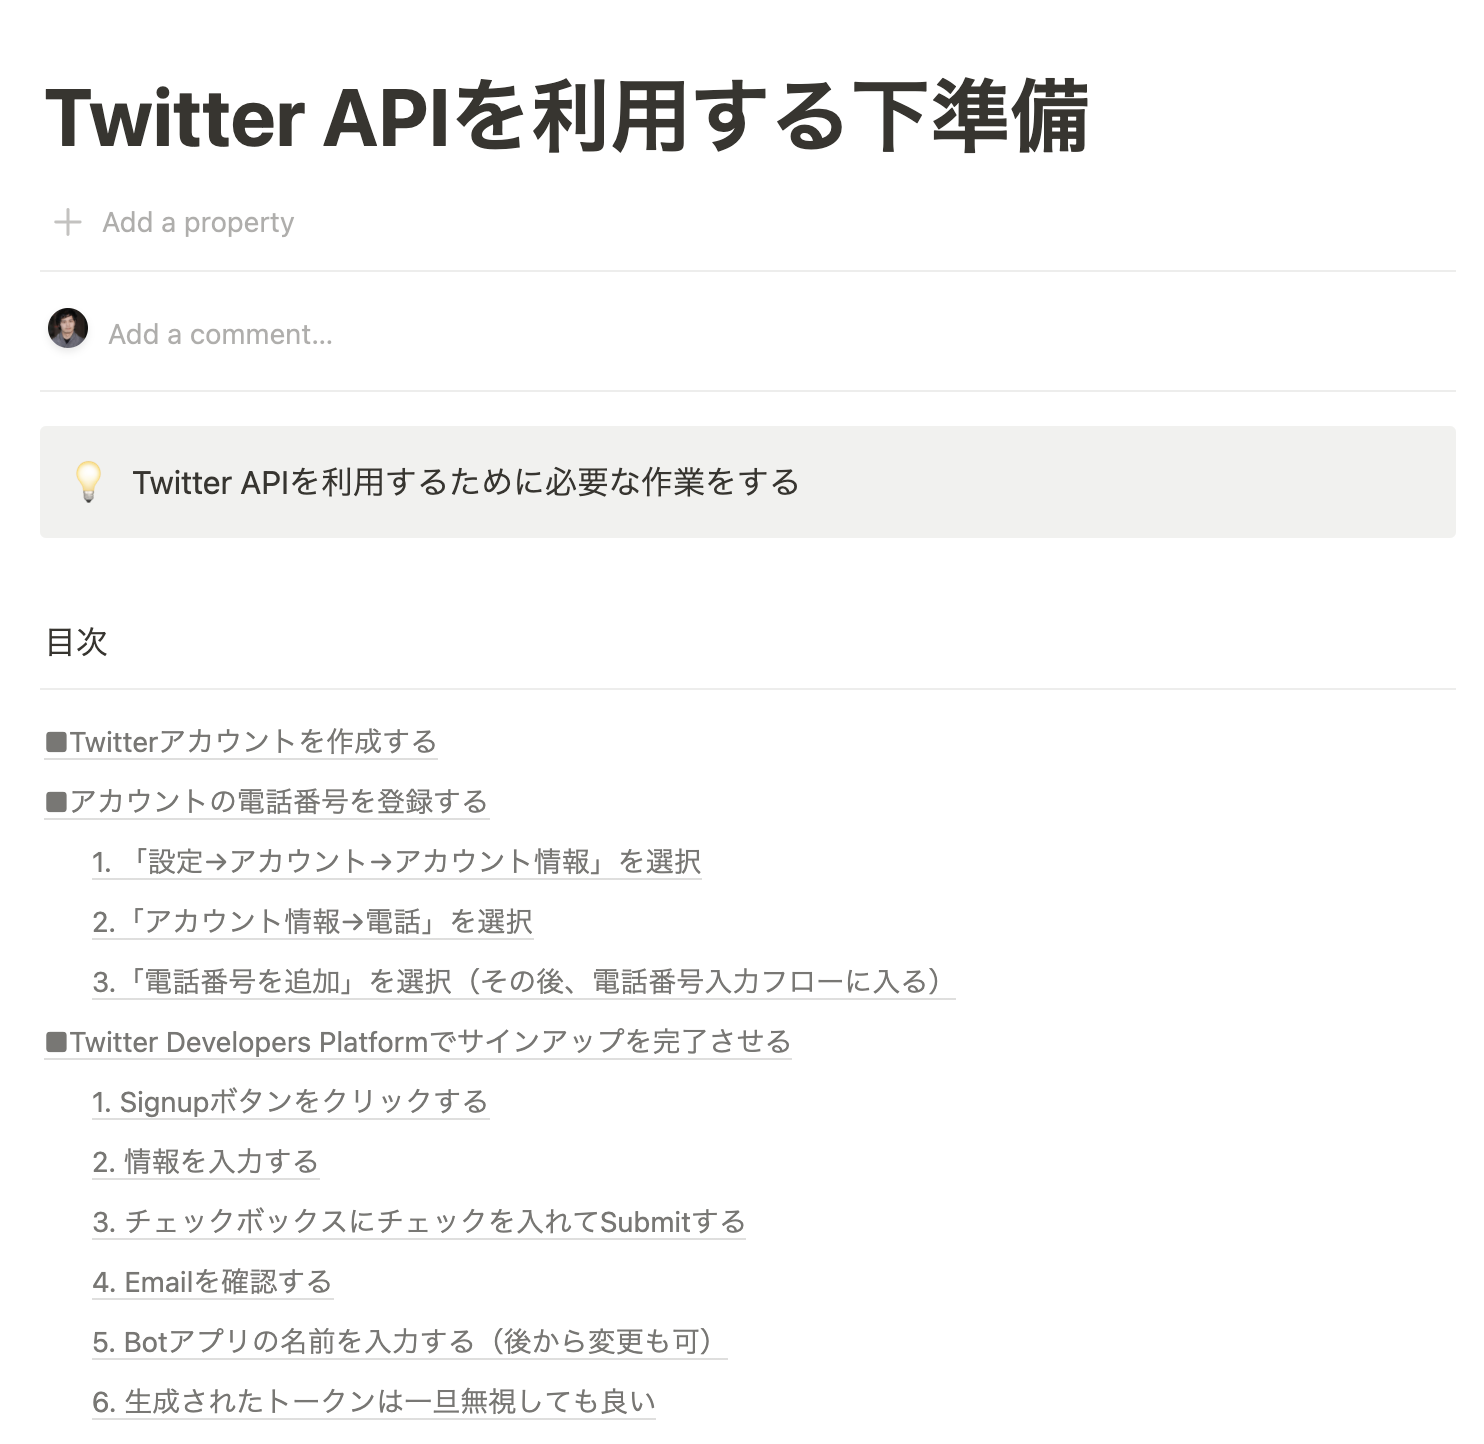 Twitter APIを利用する下準備
Add a property
Add a comment...
Twitter APIを利用するために必要な作業をする
目次
■Twitterアカウントを作成する
■アカウントの電話番号を登録する
1. 「設定→アカウント→アカウント情報」を選択
2.「アカウント情報→電話」を選択
3.「電話番号を追加」を選択（その後、電話番号入力フローに入る）
■Twitter Developers Platformでサインアップを完了させる
1. Signupボタンをクリックする
2. 情報を入力する
3. チェックボックスにチェックを入れてSubmitする
4. Emailを確認する
5. Botアプリの名前を入力する（後から変更も可）
6. 生成されたトークンは一旦無視しても良い